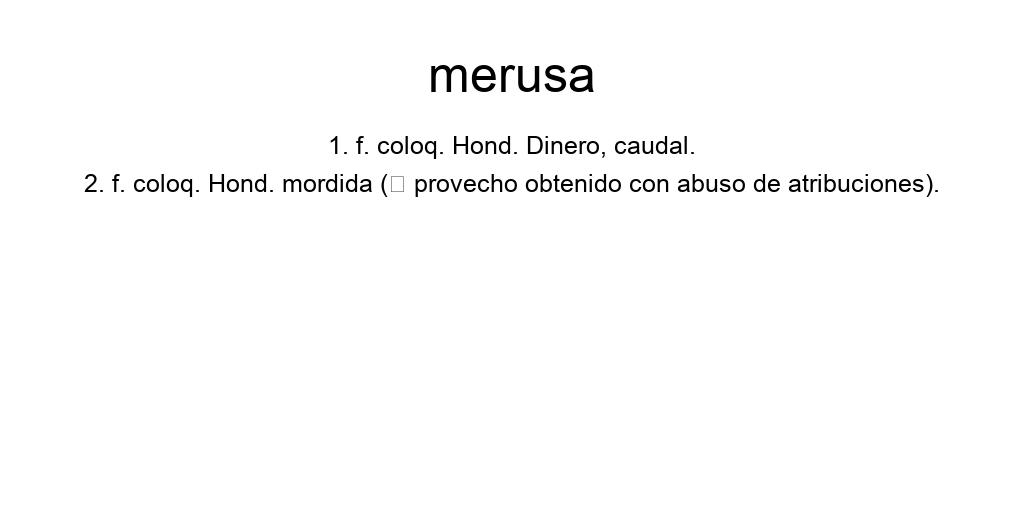 merusa
1. f. coloq. Hond. Dinero, caudal.
2. f. coloq. Hond. mordida (▯ provecho obtenido con abuso de atribuciones).